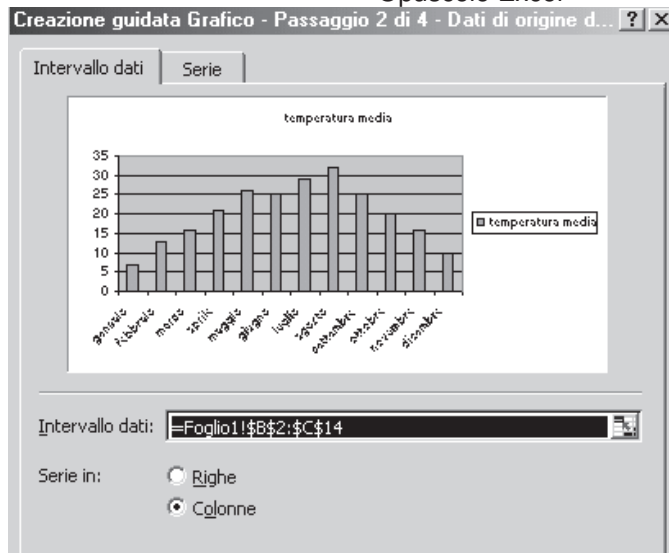 Opuscolo Excel
Creazione guidata Grafico - Passaggio 2 di 4 - Dati di origine d... ? X
Intervallo dati Serie
temperatura media
35
30
25
20
15
10
5
0
temperatura media
gennaio febbraio marzo aprile maggio giugno luglio agosto settembre ottobre novembre dicembre
Intervallo dati: =Foglio1!$B$2:$C$14
Serie in: Righe
Colonne